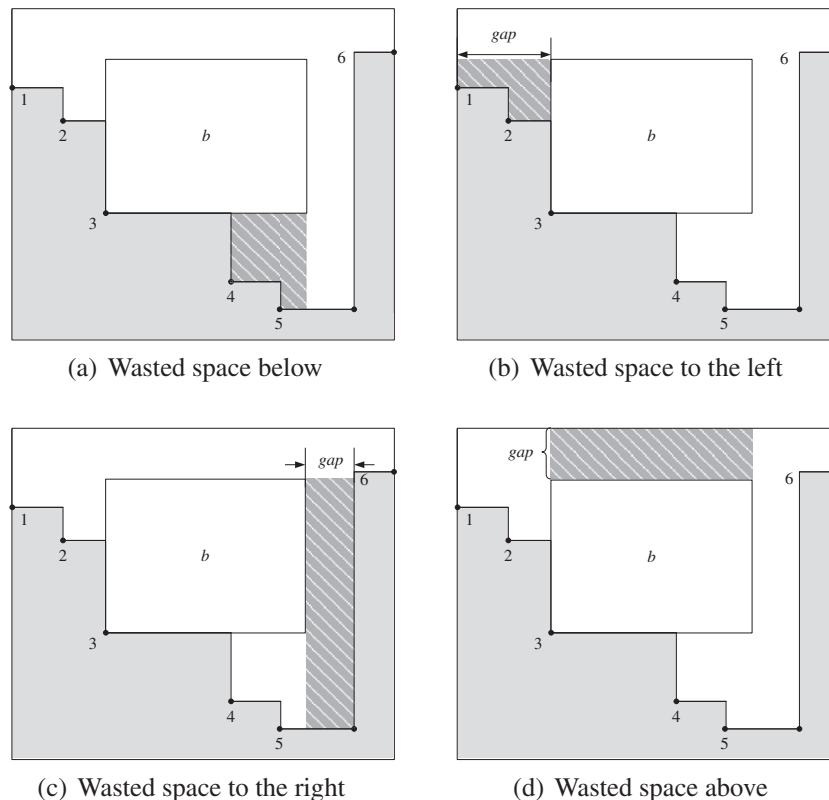 6
1
2
b
3
4
5
(a) Wasted space below
gap
6
1
2
b
3
4
5
(b) Wasted space to the left
gap
6
1
2
b
3
4
5
(c) Wasted space to the right
gap
6
1
2
b
3
4
5
(d) Wasted space above